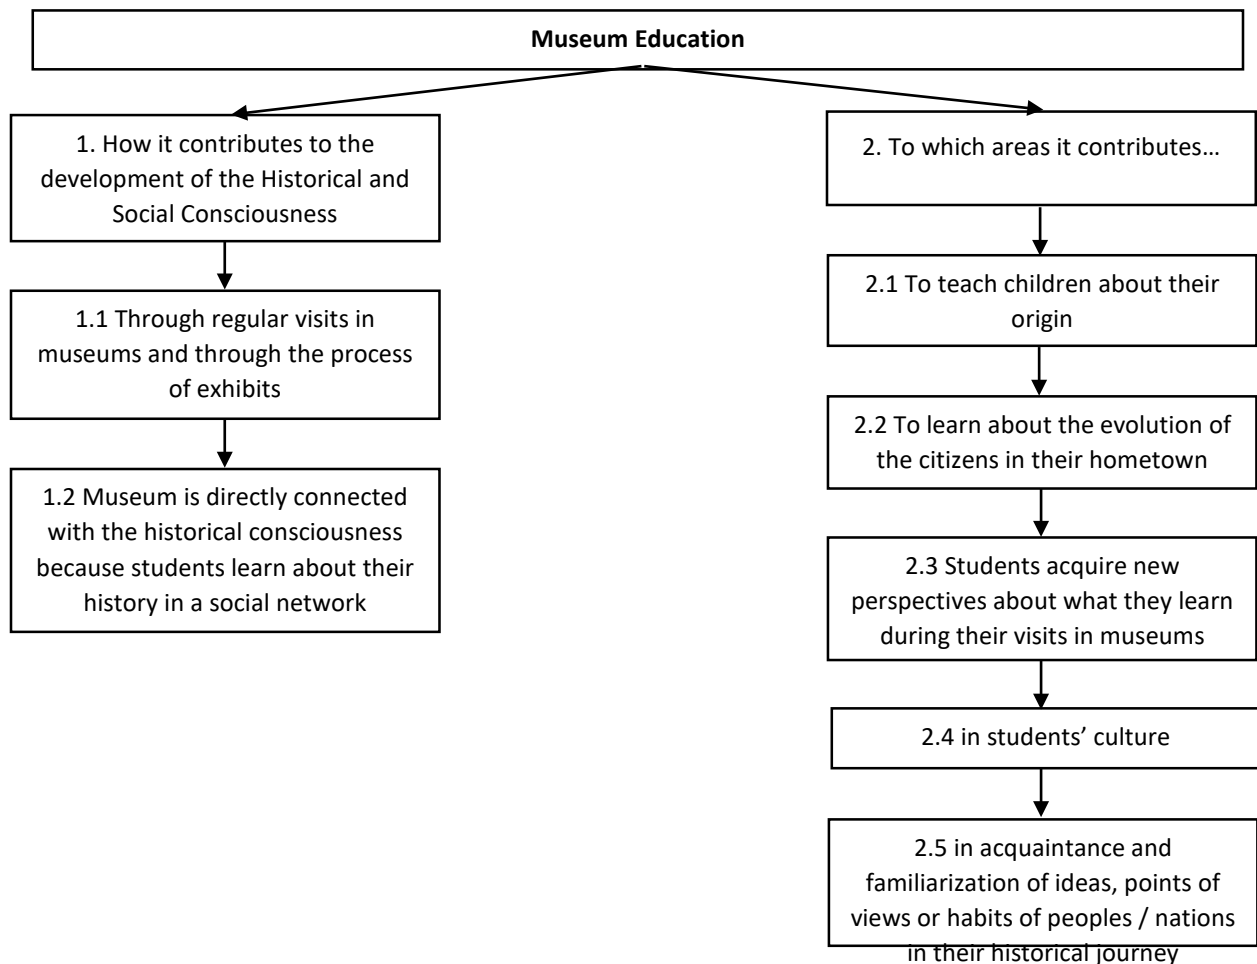 Museum Education
1. How it contributes to the
development of the Historical and
Social Consciousness
1.1 Through regular visits in
museums and through the process
of exhibits
1.2 Museum is directly connected
with the historical consciousness
because students learn about their
history in a social network
2. To which areas it contributes…
2.1 To teach children about their
origin
2.2 To learn about the evolution of
the citizens in their hometown
2.3 Students acquire new
perspectives about what they learn
during their visits in museums
2.4 in students’ culture
2.5 in acquaintance and
familiarization of ideas, points of
views or habits of peoples / nations
in their historical journey